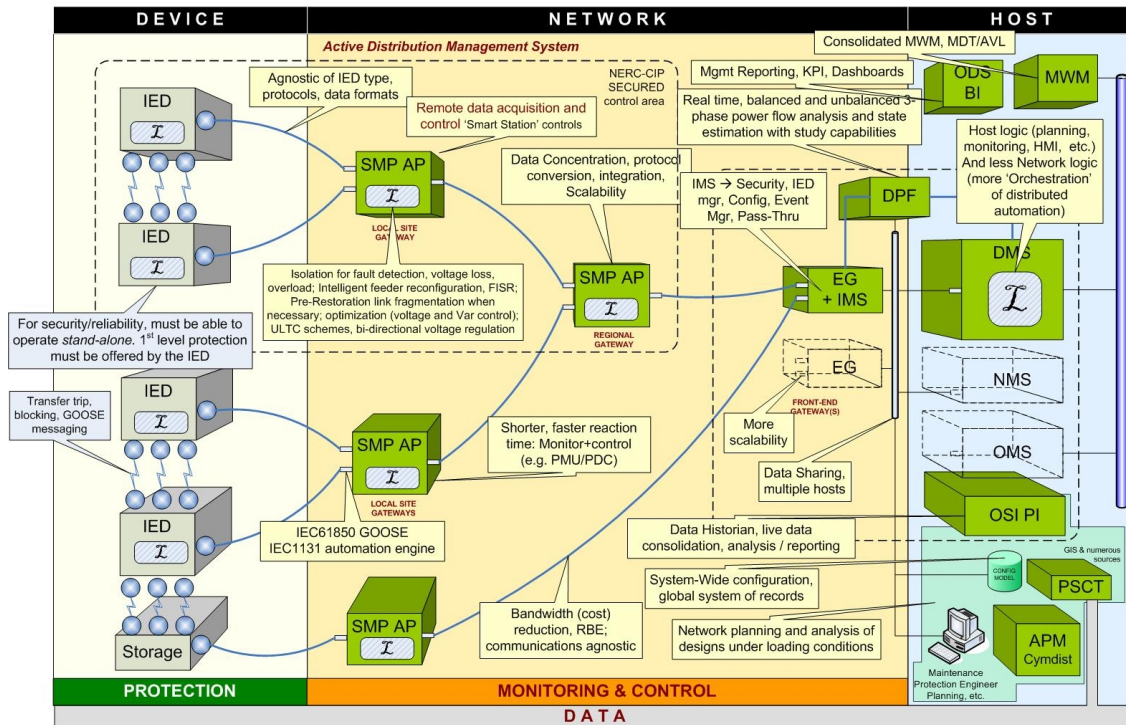 DEVICE
NETWORK
HOST
Active Distribution Management System
Consolidated MWM, MDT/AVL
NERC-CIP
SECURED
control area
Agnostic of IED type,
protocols, data formats
Remote data acquisition and
control 'Smart Station' controls
Mgmt Reporting, KPI, Dashboards
ODS
BI
MWM
Real time, balanced and unbalanced 3-
phase power flow analysis and state
estimation with study capabilities
Host logic (planning,
monitoring, HMI, etc.)
And less Network logic
(more 'Orchestration'
of distributed
automation)
IED
I
SMP AP
I
LOCAL SITE
GATEWAY
Data Concentration, protocol
conversion, integration,
Scalability
IMS → Security, IED
mgr, Config, Event
Mgr, Pass-Thru
DPF
IED
I
Isolation for fault detection, voltage loss,
overload; Intelligent feeder reconfiguration, FISR;
Pre-Restoration link fragmentation when
necessary; optimization (voltage and Var control);
ULTC schemes, bi-directional voltage regulation
SMP AP
I
REGIONAL
GATEWAY
EG
+ IMS
DMS
I
For security/reliability, must be able to
operate stand-alone. 1st level protection
must be offered by the IED
EG
FRONT-END
GATEWAY(S)
NMS
Transfer trip,
blocking, GOOSE
messaging
IED
I
SMP AP
I
LOCAL SITE
GATEWAYS
Shorter, faster reaction
time: Monitor+control
(e.g. PMU/PDC)
More
scalability
Data Sharing,
multiple hosts
OMS
IED
I
IEC61850 GOOSE
IEC1131 automation engine
Data Historian, live data
consolidation, analysis / reporting
OSI PI
GIS & numerous
sources
System-Wide configuration,
global system of records
CONFIG
MODEL
PSCT
Storage
SMP AP
I
Bandwidth (cost)
reduction, RBE;
communications agnostic
Network planning and analysis of
designs under loading conditions
Maintenance
Protection Engineer
Planning, etc.
APM
Cymdist
PROTECTION
MONITORING & CONTROL
DATA